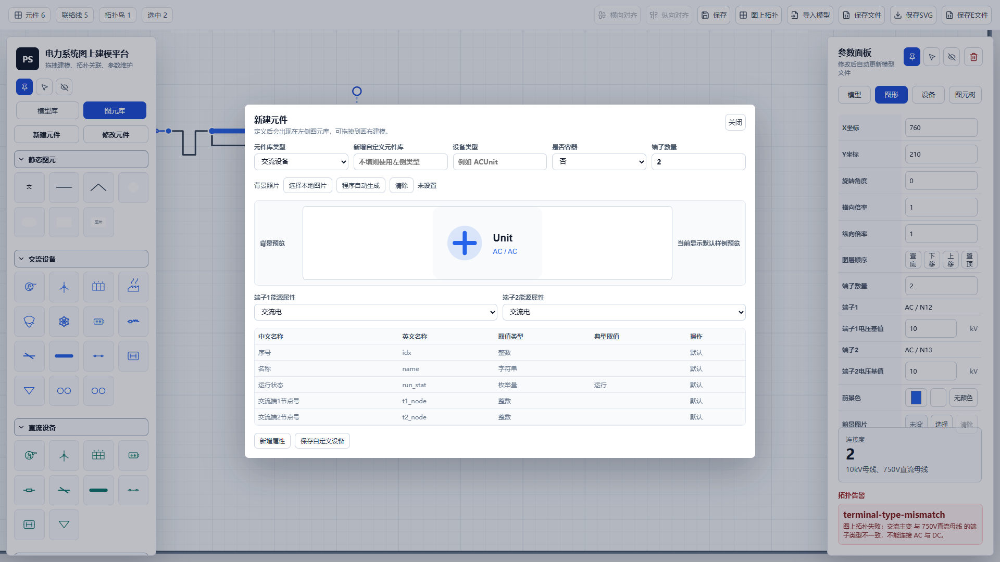 元件 6
联络线 5
拓扑岛 1
选中 2
横向对齐
纵向对齐
保存
图上拓扑
导入模型
保存文件
保存SVG
保存E文件
PS
电力系统图上建模平台
拖拽建模、拓扑关联、参数维护
模型库
图元库
新建元件
修改元件
静态图元
文
图片
交流设备
直流设备
新建元件
定义后会出现在左侧图元库，可拖拽到画布建模。
关闭
元件库类型
新增自定义元件库
设备类型
是否容器
端子数量
交流设备
不填则使用左侧类型
例如 ACUnit
否
2
背景照片
选择本地图片
程序自动生成
清除
未设置
背景预览
Unit
AC / AC
当前显示默认样例预览
端子1能源属性
端子2能源属性
交流电
交流电
中文名称 英文名称 取值类型 典型取值 操作
序号 idx 整数 默认
名称 name 字符串 默认
运行状态 run_stat 枚举量 运行 默认
交流端1节点号 t1_node 整数 默认
交流端2节点号 t2_node 整数 默认
新增属性
保存自定义设备
参数面板
修改后自动更新模型
文件
模型
图形
设备
图元树
X坐标 760
Y坐标 210
旋转角度 0
横向倍率 1
纵向倍率 1
图层顺序 置底 下移 上移 置顶
端子数量 2
端子1 AC / N12
端子1电压基值 10 kV
端子2 AC / N13
端子2电压基值 10 kV
前景色 无颜色
前景图片 未设 选择 清除
连接度
2
10kV母线、750V直流母线
拓扑告警
terminal-type-mismatch
图上拓扑失败：交流主变 与 750V直流母线 的端
子类型不一致，不能连接 AC 与 DC。